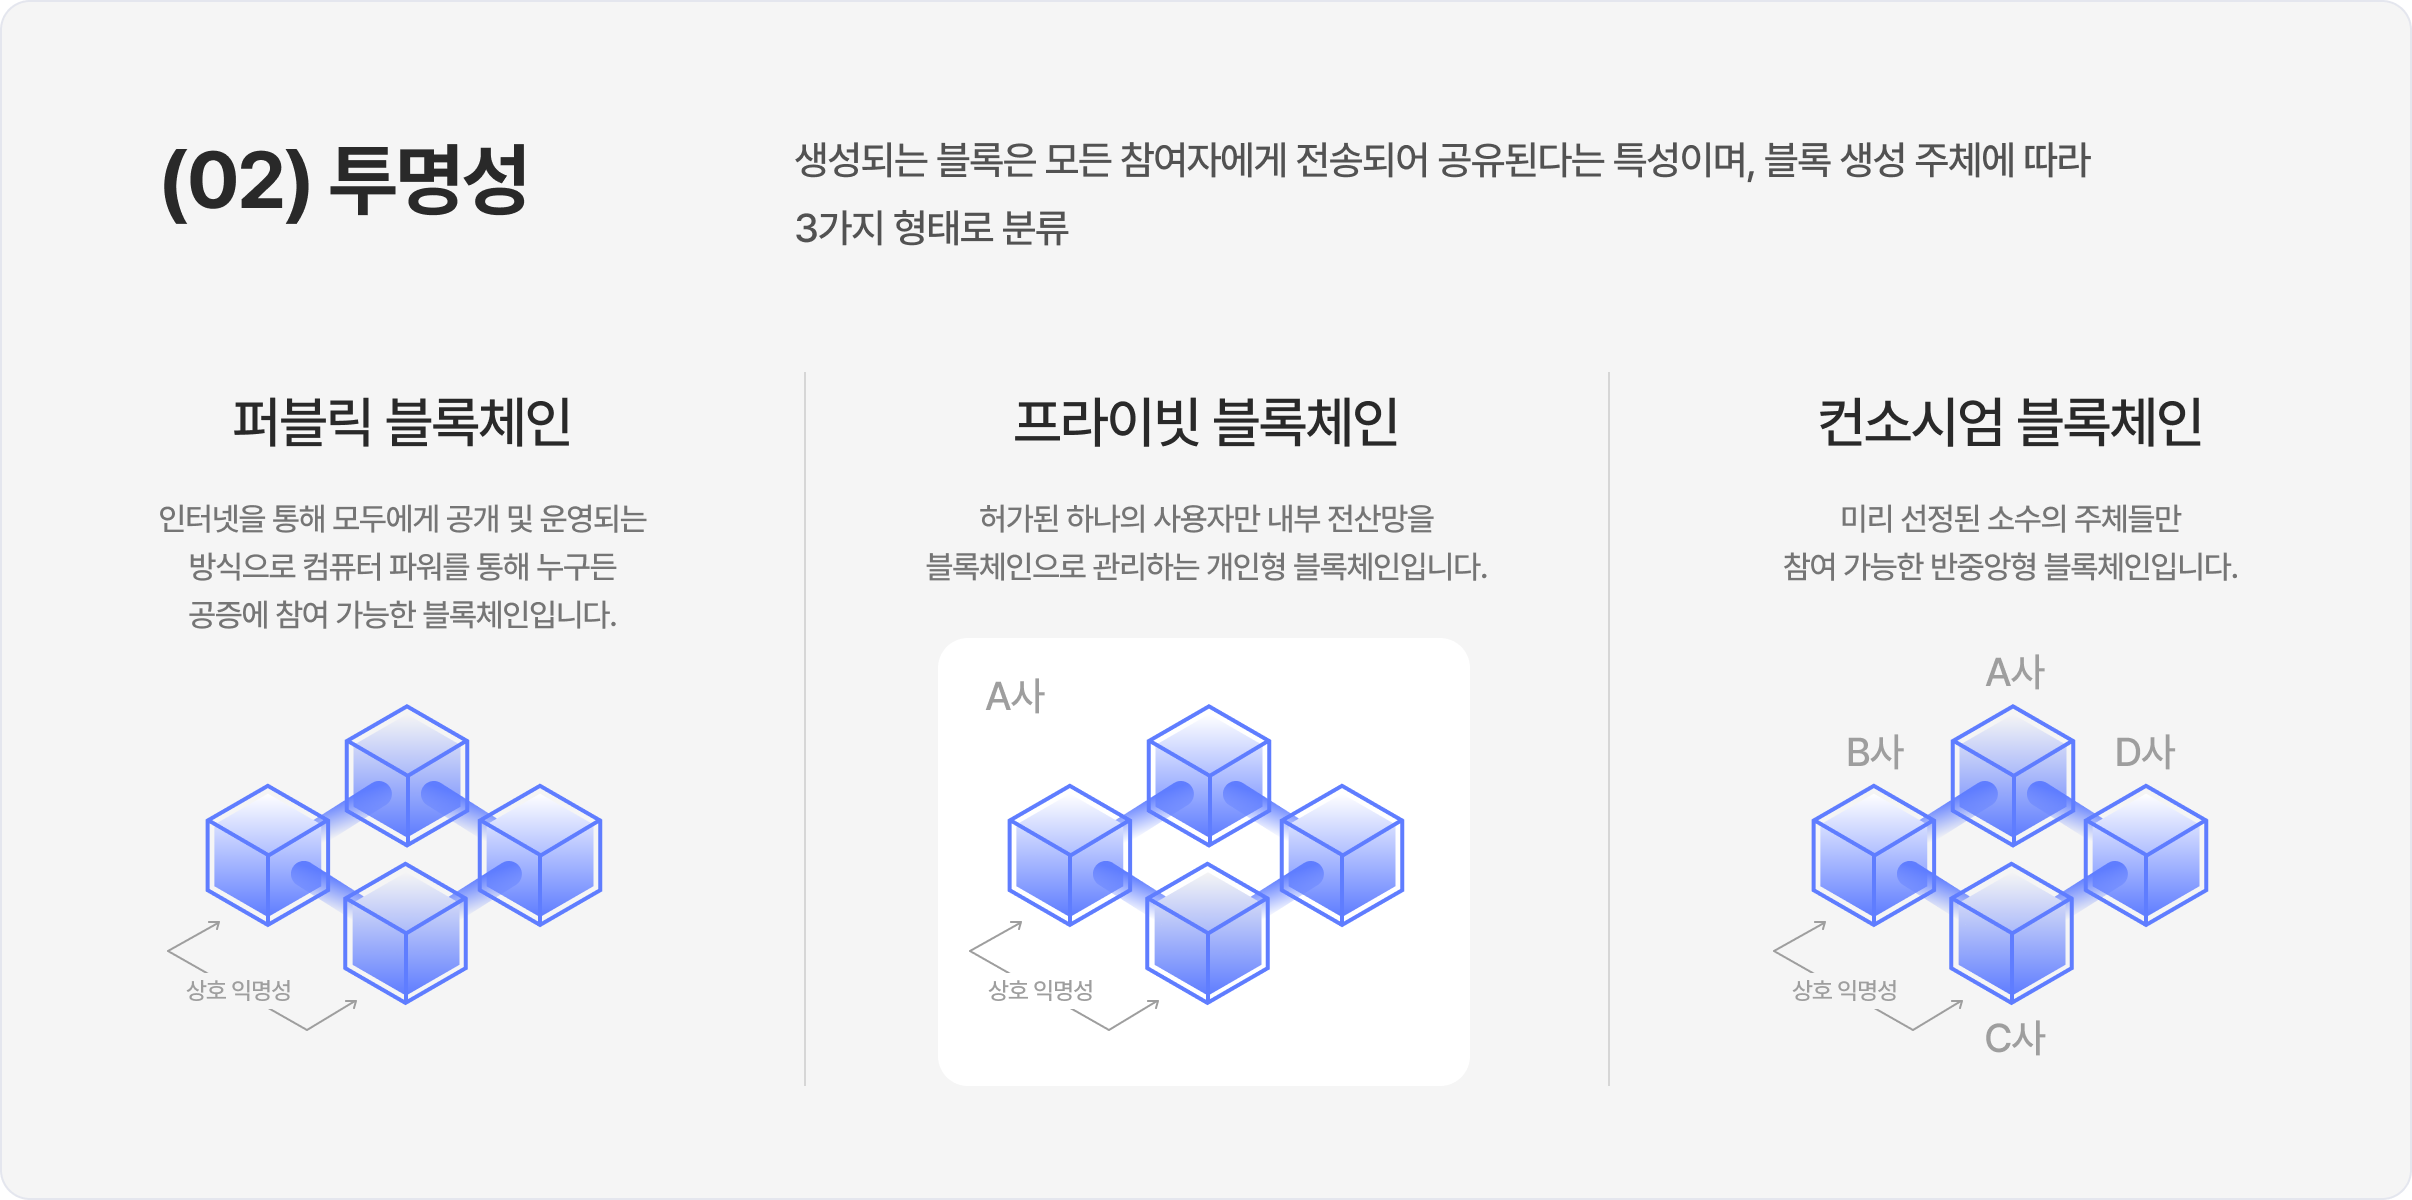 (02) 투명성
생성되는 블록은 모든 참여자에게 전송되어 공유된다는 특성이며, 블록 생성 주체에 따라
3가지 형태로 분류
퍼블릭 블록체인
인터넷을 통해 모두에게 공개 및 운영되는
방식으로 컴퓨터 파워를 통해 누구든
공증에 참여 가능한 블록체인입니다.
상호 익명성
프라이빗 블록체인
허가된 하나의 사용자만 내부 전산망을
블록체인으로 관리하는 개인형 블록체인입니다.
A사
상호 익명성
컨소시엄 블록체인
미리 선정된 소수의 주체들만
참여 가능한 반중앙형 블록체인입니다.
A사
B사
D사
상호 익명성
C사